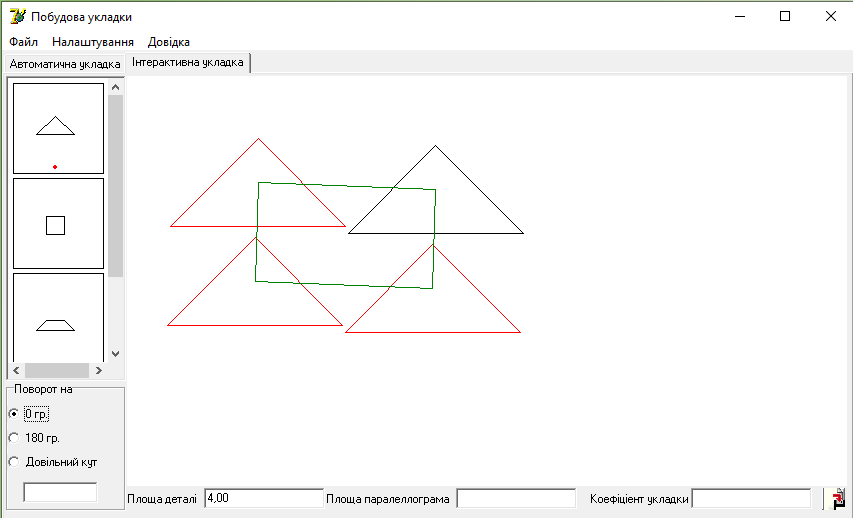 Побудова укладки
Файл Налаштування Довідка
Автоматична укладка Інтерактивна укладка
Поворот на
0 гр.
180 гр.
Довільний кут
Площа деталі 4,00 Площа паралеллограма Коефіцієнт укладки